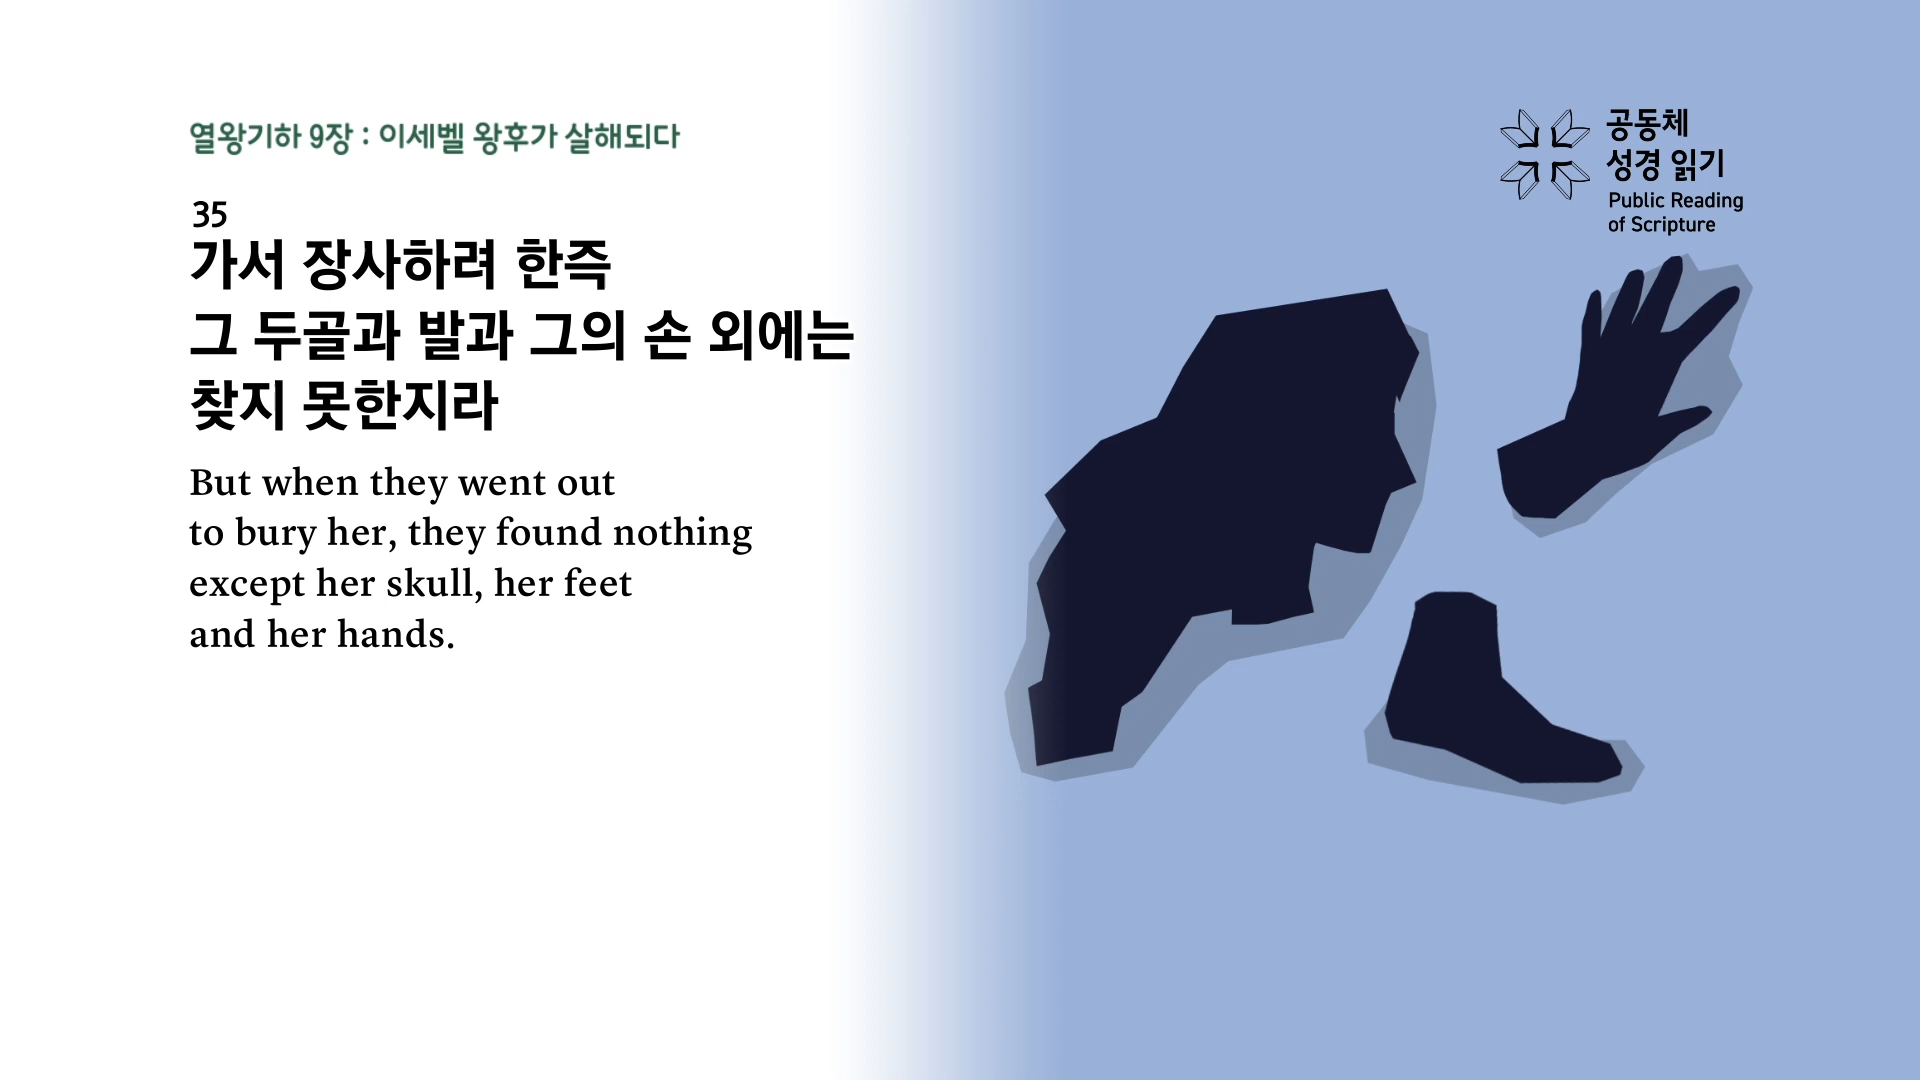 열왕기하 9장 : 이세벨 왕후가 살해되다
35
가서 장사하려 한즉
그 두골과 발과 그의 손 외에는
찾지 못한지라
But when they went out
to bury her, they found nothing
except her skull, her feet
and her hands.
공동체
성경 읽기
Public Reading
of Scripture